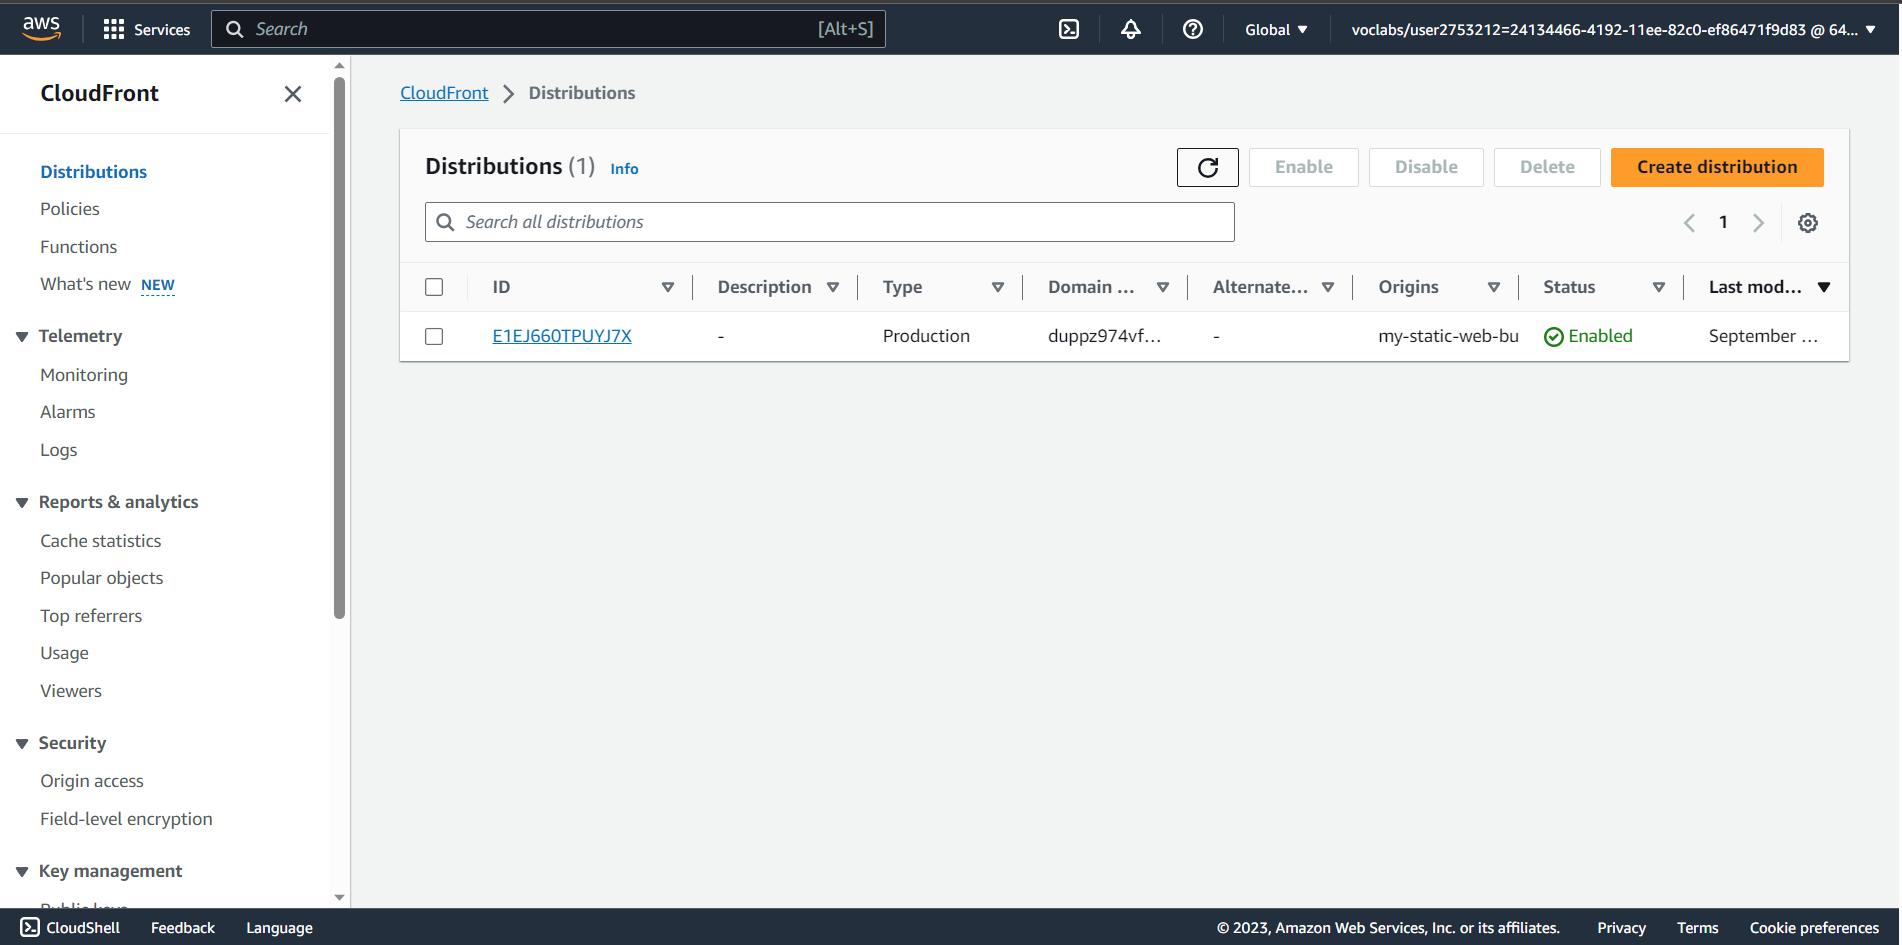 aws
Services
Search
[Alt+S]
Global
voclabs/user2753212=24134466-4192-11ee-82c0-ef86471f9d83 @ 64...
CloudFront
Distributions
Policies
Functions
What's new NEW
Telemetry
Monitoring
Alarms
Logs
Reports & analytics
Cache statistics
Popular objects
Top referrers
Usage
Viewers
Security
Origin access
Field-level encryption
Key management
Public keys
CloudFront
Distributions
Distributions (1) Info
Enable
Disable
Delete
Create distribution
Search all distributions
1
ID Description Type Domain ... Alternate... Origins Status Last mod...
E1EJ660TPUYJ7X - Production duppz974vf... - my-static-web-bu Enabled September ...
CloudShell Feedback Language
© 2023, Amazon Web Services, Inc. or its affiliates. Privacy Terms Cookie preferences